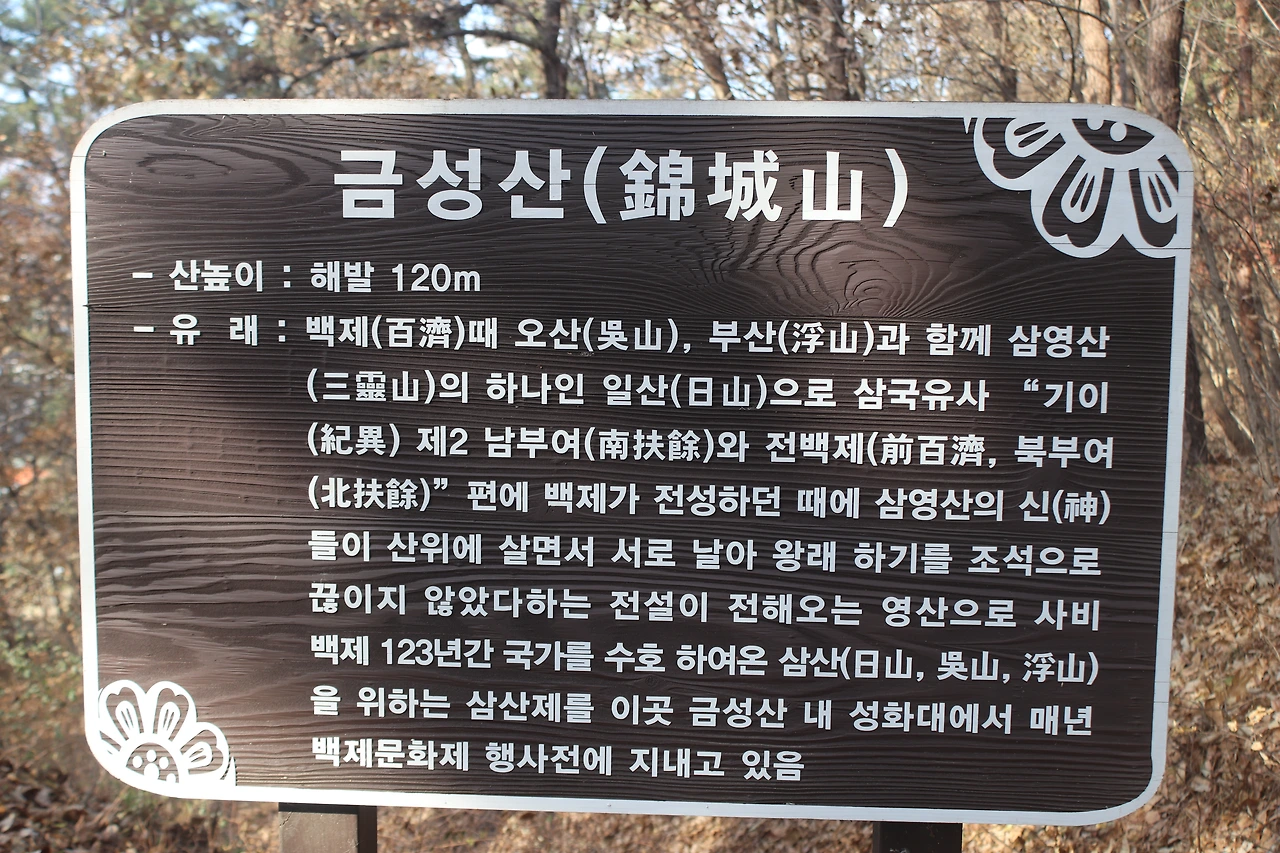 금성산(錦城山)
- 산높이 : 해발 120m
- 유 래 : 백제(百濟)때 오산(吳山), 부산(浮山)과 함께 삼영산
(三靈山)의 하나인 일산(日山)으로 삼국유사 “기이
(紀異) 제2 남부여(南扶餘)와 전백제(前百濟, 북부여
(北扶餘)” 편에 백제가 전성하던 때에 삼영산의 신(神)
들이 산위에 살면서 서로 날아 왕래 하기를 조석으로
끊이지 않았다하는 전설이 전해오는 영산으로 사비
백제 123년간 국가를 수호 하여온 삼산(日山, 吳山, 浮山)
을 위하는 삼산제를 이곳 금성산 내 성화대에서 매년
백제문화제 행사전에 지내고 있음